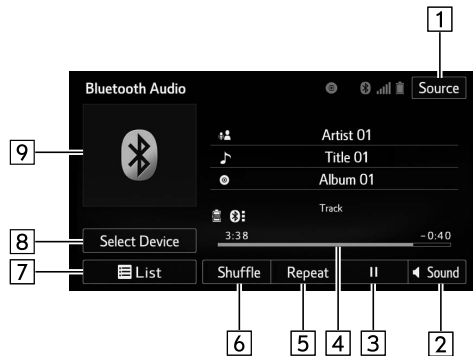 1
Bluetooth Audio
Source
Artist 01
Title 01
Album 01
9
Track
3:38
-0:40
8
Select Device
7
List
Shuffle
Repeat
Sound
6
5
4
3
2